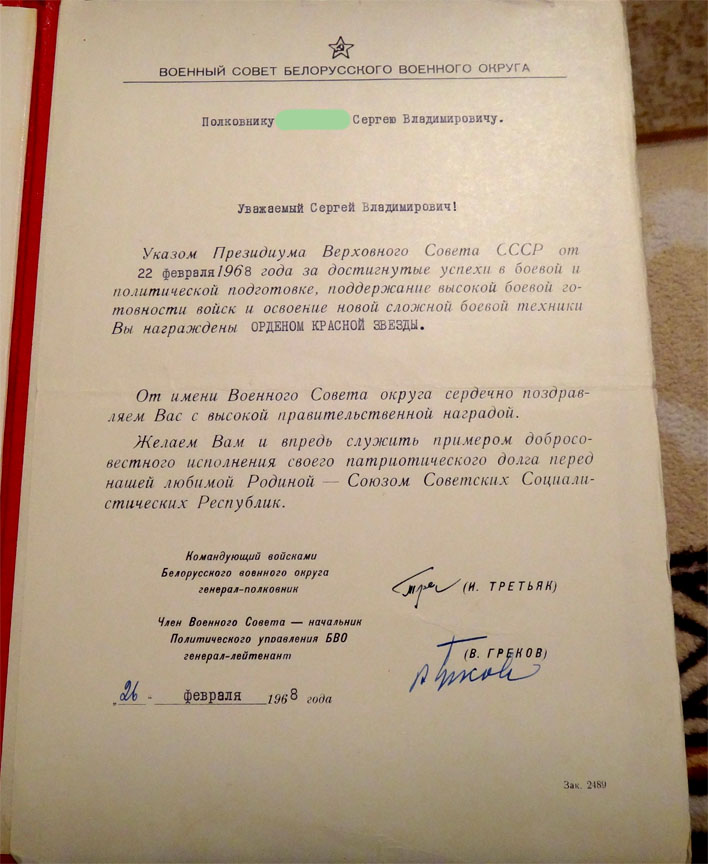 ВОЕННЫЙ СОВЕТ БЕЛОРУССКОГО ВОЕННОГО ОКРУГА
Полковнику Сергею Владимировичу.
Уважаемый Сергей Владимирович!
Указом Президиума Верховного Совета СССР от
22 февраля 1968 года за достигнутые успехи в боевой и
политической подготовке, поддержание высокой боевой го-
товности войск и освоение новой сложной боевой техники
Вы награждены ОРДЕНОМ КРАСНОЙ ЗВЕЗДЫ.
От имени Военного Совета округа сердечно поздрав-
ляем Вас с высокой правительственной наградой.
Желаем Вам и впредь служить примером добросо-
вестного исполнения своего патриотического долга перед
нашей любимой Родиной — Союзом Советских Социали-
стических Республик.
Командующий войсками
Белорусского военного округа
генерал-полковник
(И. ТРЕТЬЯК)
Член Военного Совета — начальник
Политического управления БВО
генерал-лейтенант
(В. ГРЕКОВ)
„26 - февраля 1968 года
Зак. 2489